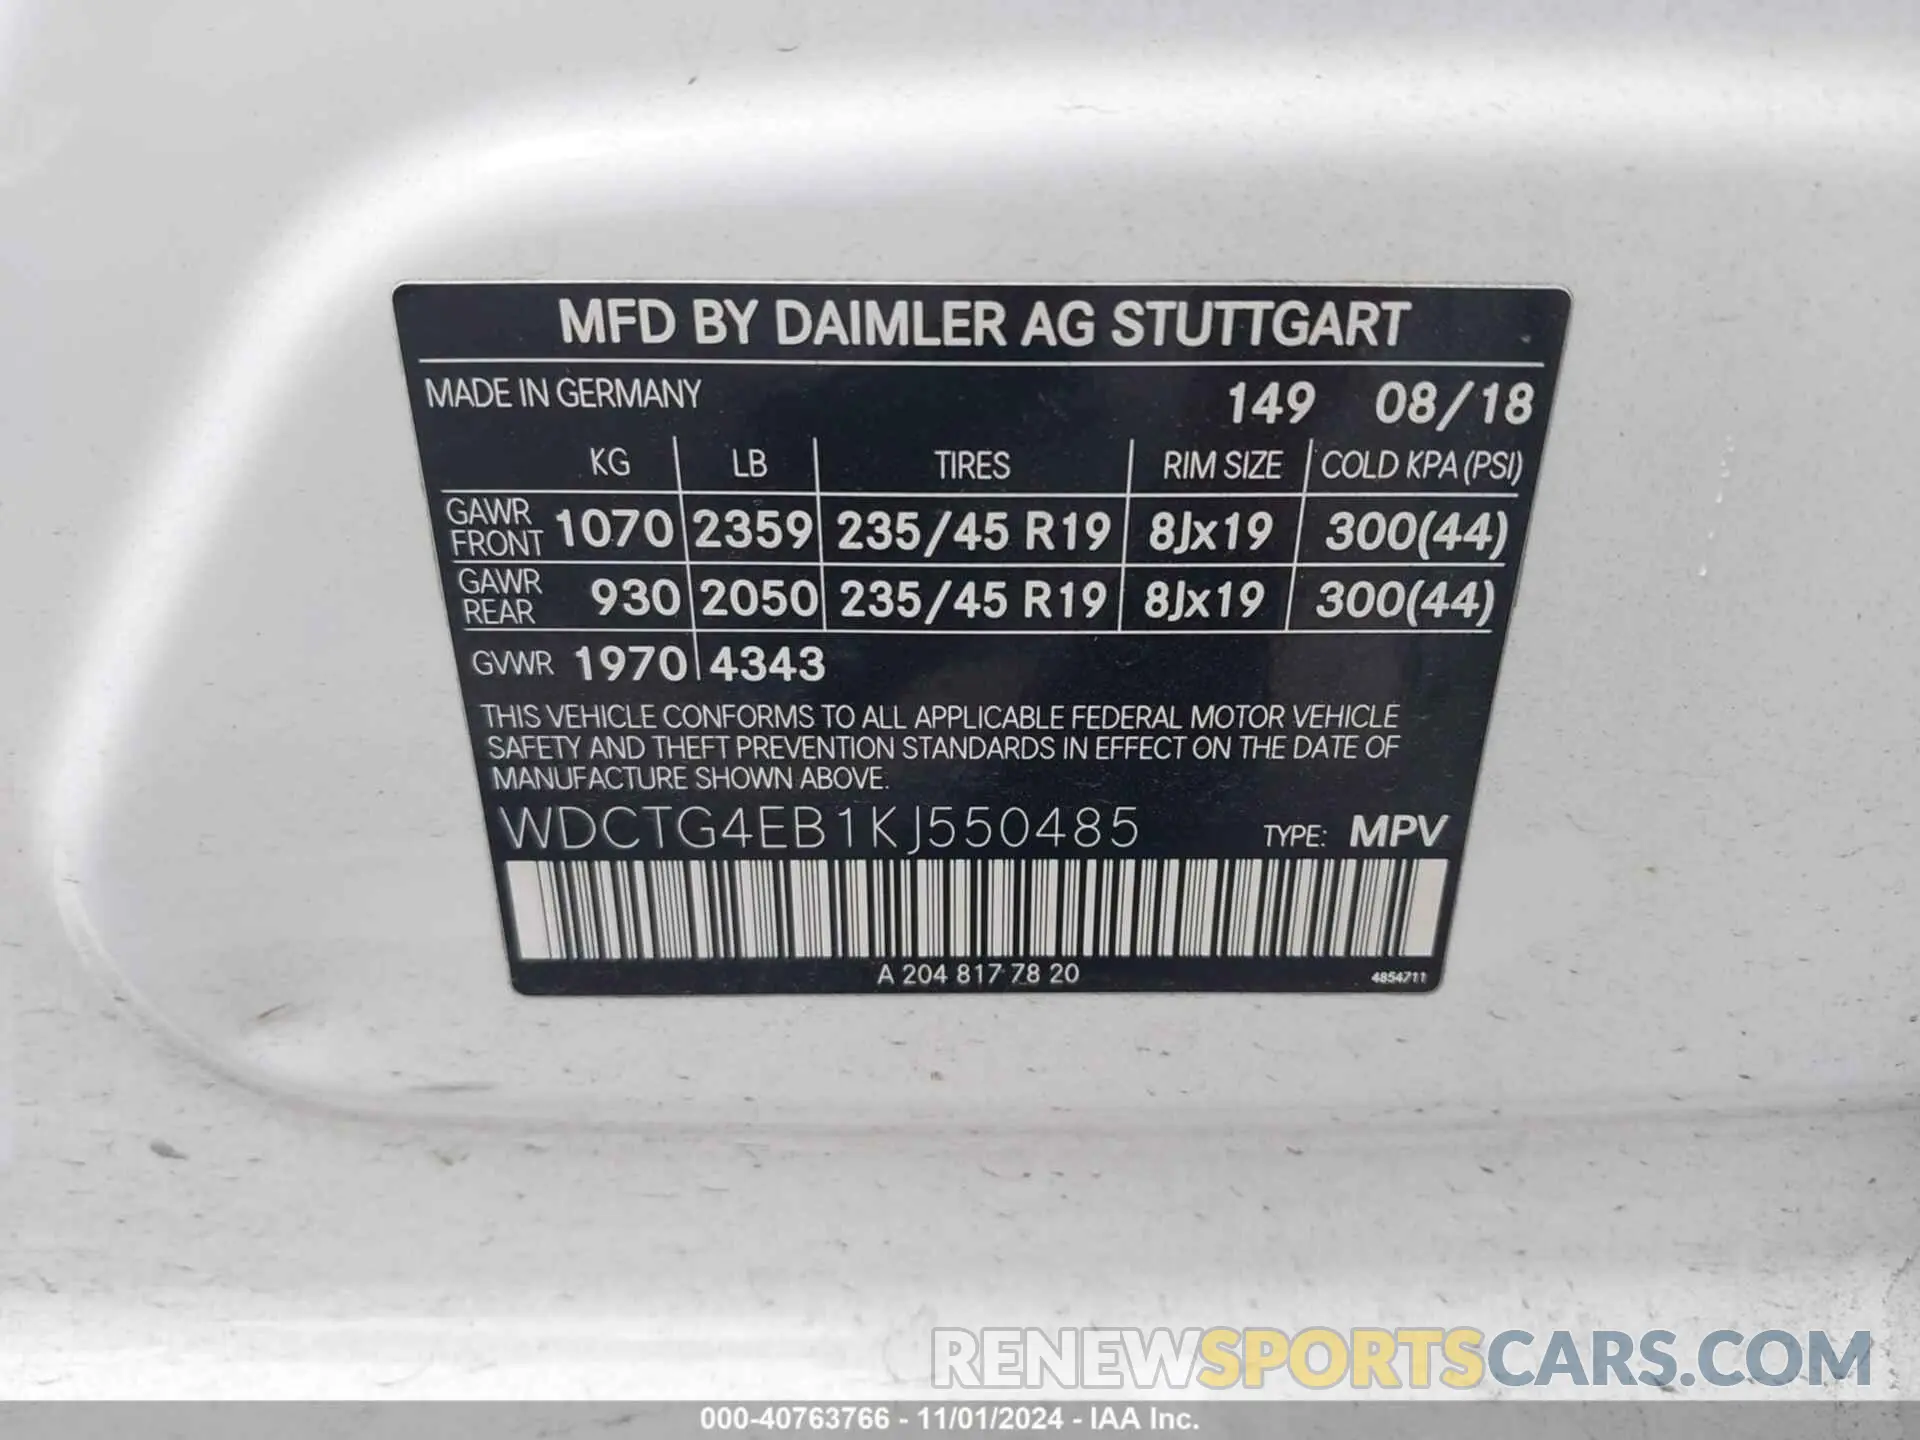 MFD BY DAIMLER AG STUTTGART
MADE IN GERMANY 149 08/18
KG LB TIRES RIM SIZE COLD KPA (PSI)
GAWR FRONT 1070 2359 235/45 R19 8Jx19 300(44)
GAWR REAR 930 2050 235/45 R19 8Jx19 300(44)
GVWR 1970 4343
THIS VEHICLE CONFORMS TO ALL APPLICABLE FEDERAL MOTOR VEHICLE
SAFETY AND THEFT PREVENTION STANDARDS IN EFFECT ON THE DATE OF
MANUFACTURE SHOWN ABOVE.
WDCTG4EB1KJ550485 TYPE: MPV
A 204 817 78 20 4854711
RENEWSPORTSCARS.COM
000-40763766 - 11/01/2024 - IAA Inc.